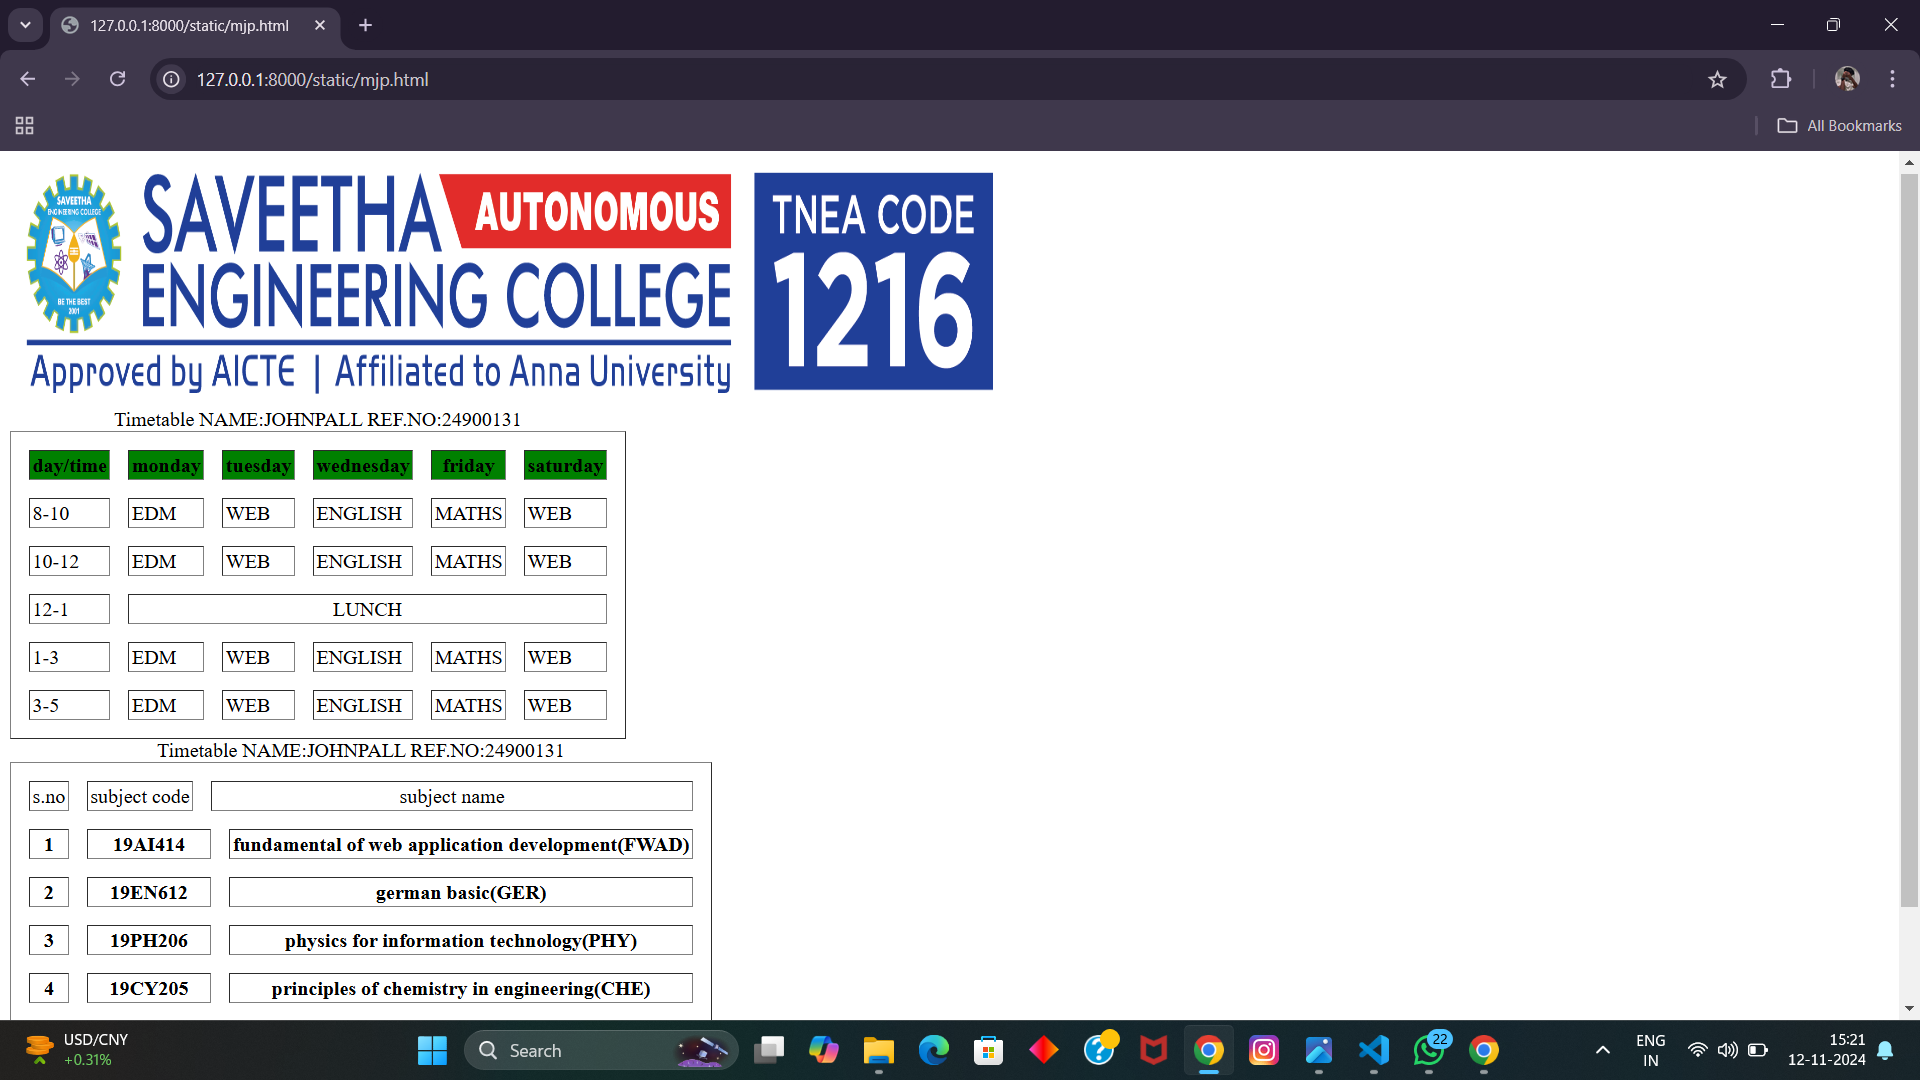 127.0.0.1:8000/static/mjp.html
127.0.0.1:8000/static/mjp.html
All Bookmarks
SAVEETHA
ENGINEERING COLLEGE
BE THE BEST
2001
SAVEETHA AUTONOMOUS
ENGINEERING COLLEGE
Approved by AICTE | Affiliated to Anna University
TNEA CODE
1216
Timetable NAME:JOHNPALL REF.NO:24900131
day/time monday tuesday wednesday friday saturday
8-10 EDM WEB ENGLISH MATHS WEB
10-12 EDM WEB ENGLISH MATHS WEB
12-1 LUNCH
1-3 EDM WEB ENGLISH MATHS WEB
3-5 EDM WEB ENGLISH MATHS WEB
Timetable NAME:JOHNPALL REF.NO:24900131
s.no subject code subject name
1 19AI414 fundamental of web application development(FWAD)
2 19EN612 german basic(GER)
3 19PH206 physics for information technology(PHY)
4 19CY205 principles of chemistry in engineering(CHE)
USD/CNY
+0.31%
Search
22
ENG
IN
15:21
12-11-2024